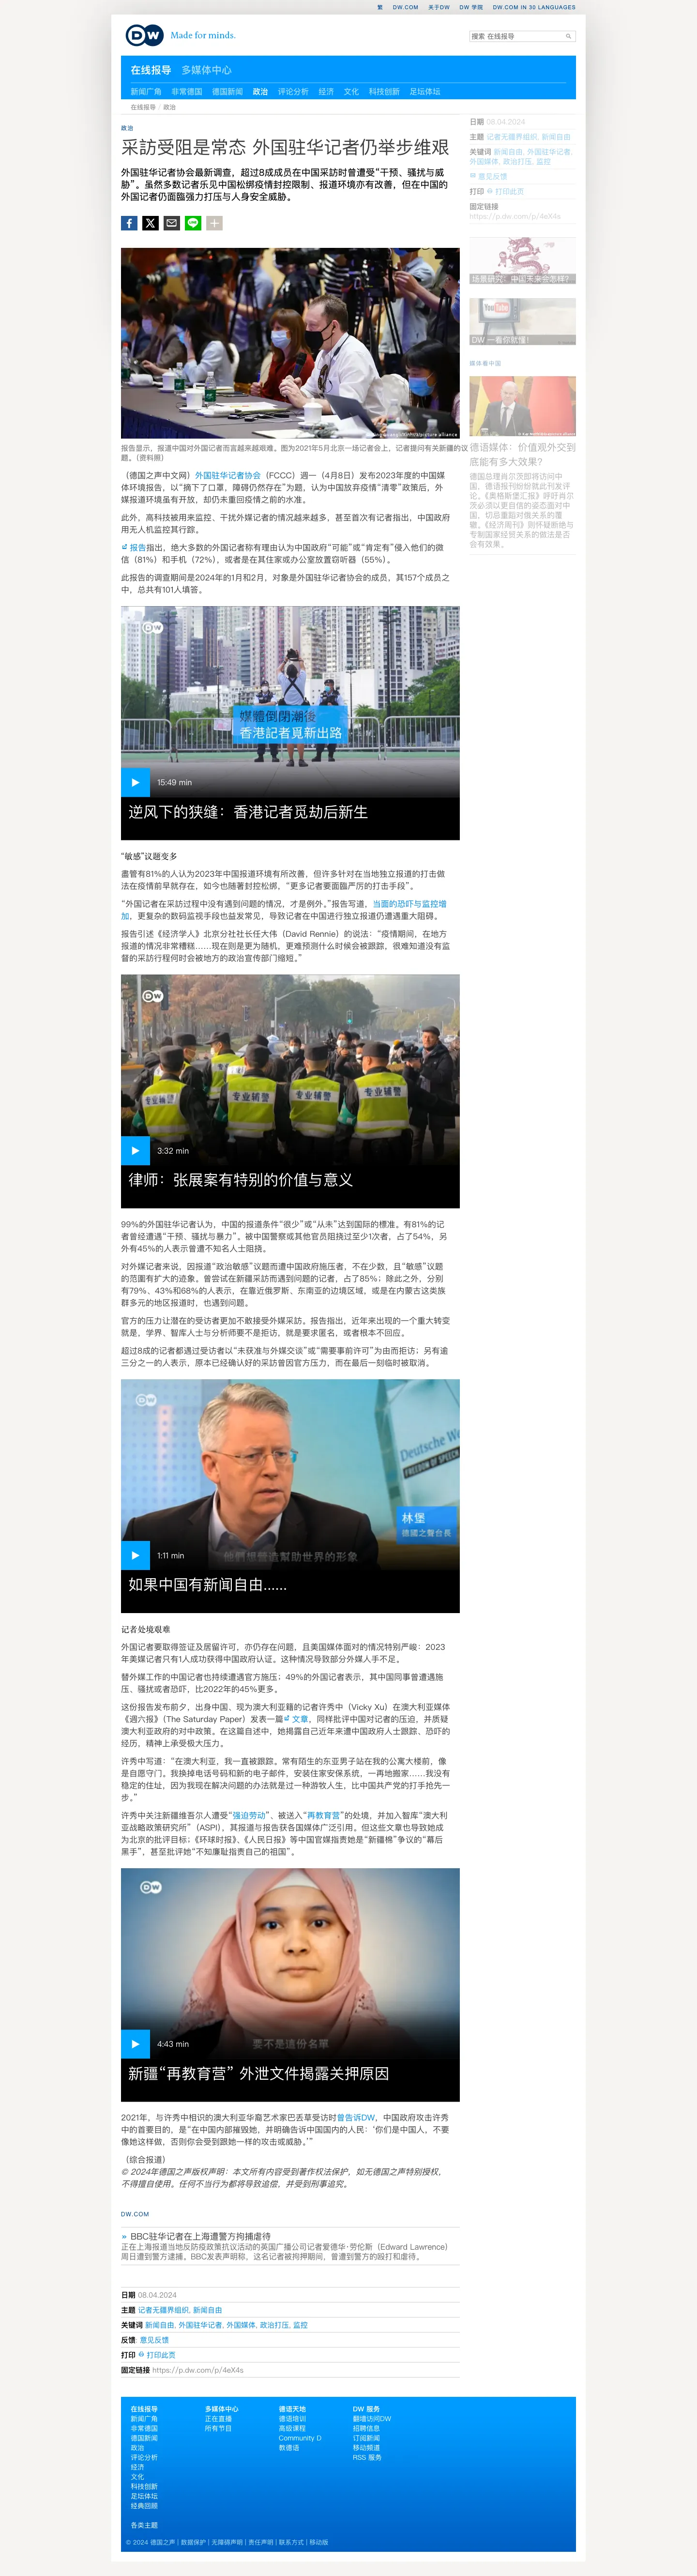 繁 DW.COM 关于DW DW 学院 DW.COM IN 30 LANGUAGES
DW Made for minds.
搜索 在线报导
在线报导 多媒体中心
新闻广角 非常德国 德国新闻 政治 评论分析 经济 文化 科技创新 足坛体坛
在线报导 / 政治
政治
采訪受阻是常态 外国驻华记者仍举步维艰
外国驻华记者协会最新调查，超过8成成员在中国采訪时曾遭受“干预、骚扰与威
胁”。虽然多数记者乐见中国松绑疫情封控限制、报道环境亦有改善，但在中国的
外国记者仍面臨强力打压与人身安全威胁。
报告显示，报道中国对外国记者而言越来越艰难。图为2021年5月北京一场记者会上，记者提问有关新疆的议
题。（资料照）
（德国之声中文网）外国驻华记者协会（FCCC）週一（4月8日）发布2023年度的中国媒
体环境报告，以“摘下了口罩，障碍仍然存在”为题，认为中国放弃疫情“清零”政策后，外
媒报道环境虽有开放，却仍未重回疫情之前的水准。
此外，高科技被用来监控、干扰外媒记者的情况越来越多，甚至首次有记者指出，中国政府
用无人机监控其行踪。
报告指出，绝大多数的外国记者称有理由认为中国政府“可能”或“肯定有”侵入他们的微
信（81%）和手机（72%），或者是在其住家或办公室放置窃听器（55%）。
此报告的调查期间是2024年的1月和2月，对象是外国驻华记者协会的成员，其157个成员之
中，总共有101人填答。
DW
媒體倒閉潮後
香港記者覓新出路
15:49 min
逆风下的狭缝：香港记者觅劫后新生
“敏感”议题变多
盡管有81%的人认为2023年中国报道环境有所改善，但许多针对在当地独立报道的打击做
法在疫情前早就存在，如今也随著封控松绑，“更多记者要面臨严厉的打击手段”。
“外国记者在采訪过程中没有遇到问题的情况，才是例外。”报告写道，当面的恐吓与监控增
加，更复杂的数码监视手段也益发常见，导致记者在中国进行独立报道仍遭遇重大阻碍。
报告引述《经济学人》北京分社社长任大伟（David Rennie）的说法：“疫情期间，在地方
报道的情况非常糟糕……现在则是更为随机，更难预测什么时候会被跟踪，很难知道没有监
督的采訪行程何时会被地方的政治宣传部门缩短。”
DW
专业辅警 专业辅警 专业辅警 专业辅警
3:32 min
律师：张展案有特别的价值与意义
99%的外国驻华记者认为，中国的报道条件“很少”或“从未”达到国际的標准。有81%的记
者曾经遭遇“干预、骚扰与暴力”。被中国警察或其他官员阻挠过至少1次者，占了54%，另
外有45%的人表示曾遭不知名人士阻挠。
对外媒记者来说，因报道“政治敏感”议题而遭中国政府施压者，不在少数，且“敏感”议题
的范圍有扩大的迹象。曾尝试在新疆采訪而遇到问题的记者，占了85%；除此之外，分别
有79%、43%和68%的人表示，在靠近俄罗斯、东南亚的边境区域，或是在内蒙古这类族
群多元的地区报道时，也遇到问题。
官方的压力让潜在的受访者更加不敢接受外媒采訪。报告指出，近年来出现的一个重大转变
就是，学界、智库人士与分析师要不是拒访，就是要求匿名，或者根本不回应。
超过8成的记者都遇过受访者以“未获准与外媒交谈”或“需要事前许可”为由而拒访；另有逾
三分之一的人表示，原本已经确认好的采訪曾因官方压力，而在最后一刻临时被取消。
DW
Deutsche We
FREEDOM OF SPEECH
林堡
德國之聲台長
他們想營造幫助世界的形象
1:11 min
如果中国有新闻自由……
记者处境艰难
外国记者要取得签证及居留许可，亦仍存在问题，且美国媒体面对的情况特别严峻：2023
年美媒记者只有1人成功获得中国政府认证。这种情况导致部分外媒人手不足。
替外媒工作的中国记者也持续遭遇官方施压；49%的外国记者表示，其中国同事曾遭遇施
压、骚扰或者恐吓，比2022年的45%更多。
这份报告发布前夕，出身中国、现为澳大利亚籍的记者许秀中（Vicky Xu）在澳大利亚媒体
《週六报》（The Saturday Paper）发表一篇文章，同样批评中国对记者的压迫，并质疑
澳大利亚政府的对中政策。在这篇自述中，她揭露自己近年来遭中国政府人士跟踪、恐吓的
经历，精神上承受极大压力。
许秀中写道：“在澳大利亚，我一直被跟踪。常有陌生的东亚男子站在我的公寓大楼前，像
是自愿守门。我换掉电话号码和新的电子邮件，安装住家安保系统，一再地搬家……我没有
稳定的住址，因为我现在解决问题的办法就是过一种游牧人生，比中国共产党的打手抢先一
步。”
许秀中关注新疆维吾尔人遭受“强迫劳动”、被送入“再教育营”的处境，并加入智库“澳大利
亚战略政策研究所”（ASPI），其报道与报告获各国媒体广泛引用。但这些文章也导致她成
为北京的批评目标；《环球时报》、《人民日报》等中国官媒指责她是“新疆棉”争议的“幕后
黑手”，甚至批评她“不知廉耻指责自己的祖国”。
DW
要不是這份名單
4:43 min
新疆“再教育营” 外泄文件揭露关押原因
2021年，与许秀中相识的澳大利亚华裔艺术家巴丢草受访时曾告诉DW，中国政府攻击许秀
中的首要目的，是“在中国内部摧毁她，并明确告诉中国国内的人民：‘你们是中国人，不要
像她这样做，否则你会受到跟她一样的攻击或威胁。’”
（综合报道）
© 2024年德国之声版权声明：本文所有内容受到著作权法保护，如无德国之声特别授权，
不得擅自使用。任何不当行为都将导致追偿，并受到刑事追究。
DW.COM
» BBC驻华记者在上海遭警方拘捕虐待
正在上海报道当地反防疫政策抗议活动的英国广播公司记者爱德华·劳伦斯（Edward Lawrence）
周日遭到警方逮捕。BBC发表声明称，这名记者被拘押期间，曾遭到警方的殴打和虐待。
日期 08.04.2024
主题 记者无疆界组织, 新闻自由
关键词 新闻自由, 外国驻华记者, 外国媒体, 政治打压, 监控
反馈: 意见反馈
打印 打印此页
固定链接 https://p.dw.com/p/4eX4s
日期 08.04.2024
主题 记者无疆界组织, 新闻自由
关键词 新闻自由, 外国驻华记者,
外国媒体, 政治打压, 监控
意见反馈
打印 打印此页
固定链接
https://p.dw.com/p/4eX4s
场景研究：中国未来会怎样？
YouTube
DW 一看你就懂！
媒体看中国
德语媒体：价值观外交到
底能有多大效果？
德国总理肖尔茨即将访问中
国，德语报刊纷纷就此刊发评
论。《奥格斯堡汇报》呼吁肖尔
茨必须以更自信的姿态面对中
国，切忌重蹈对俄关系的覆
辙。《经济周刊》则怀疑断绝与
专制国家经贸关系的做法是否
会有效果。
在线报导
新闻广角
非常德国
德国新闻
政治
评论分析
经济
文化
科技创新
足坛体坛
经典回顾
各类主题
多媒体中心
正在直播
所有节目
德语天地
德语培训
高级课程
Community D
教德语
DW 服务
翻墙访问DW
招聘信息
订阅新闻
移动频道
RSS 服务
© 2024 德国之声 | 数据保护 | 无障碍声明 | 责任声明 | 联系方式 | 移动版